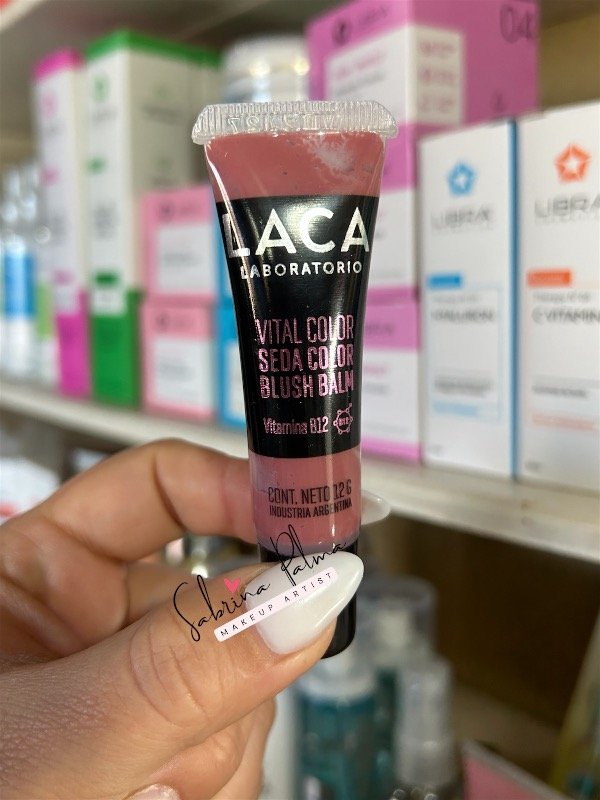 LACA
LABORATORIO
VITAL COLOR
SEDA COLOR
BLUSH BALM
Vitamina B12
CONT. NETO 12 G
INDUSTRIA ARGENTINA
Sabrina Palma
MAKEUP ARTIST
LIBRA
HYALURON
LIBRA
C VITAMIN